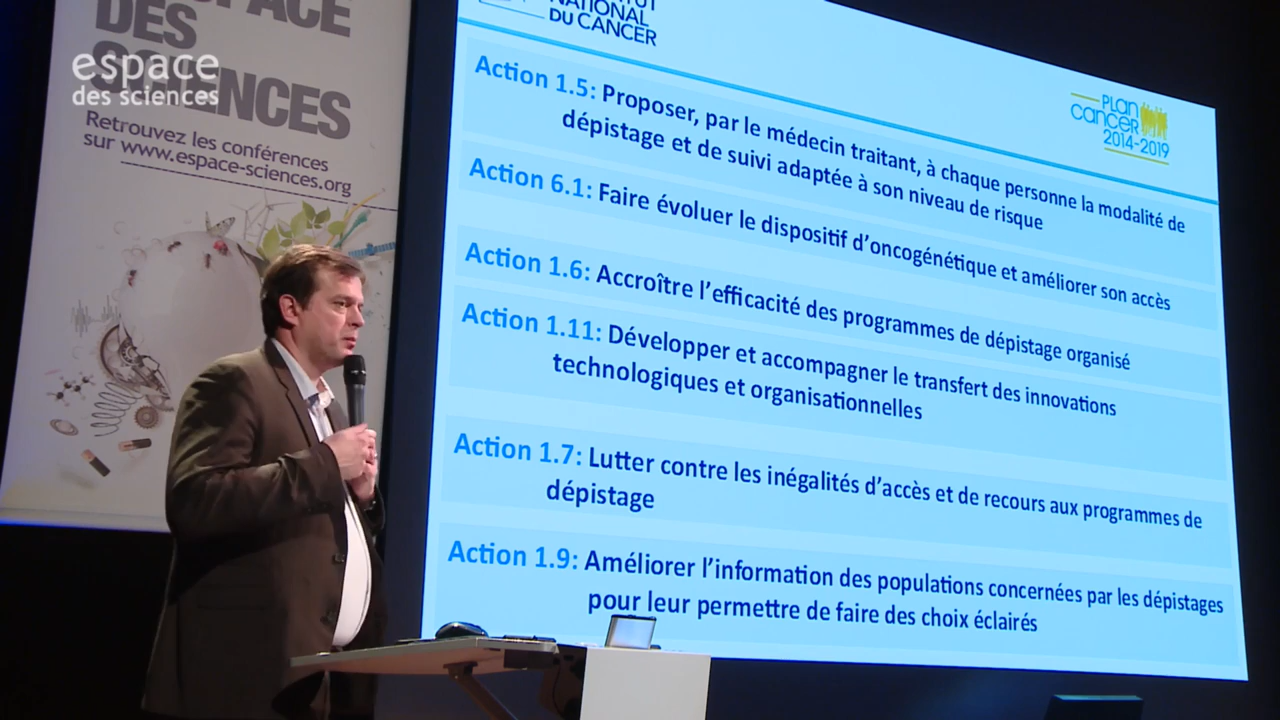 DES
SCIENCES
espace
des sciences
Retrouvez les conférences
sur www.espace-sciences.org
NATIONAL
DU CANCER
PLAN
cancer
2014-2019
Action 1.5: Proposer, par le médecin traitant, à chaque personne la modalité de
dépistage et de suivi adaptée à son niveau de risque
Action 6.1: Faire évoluer le dispositif d'oncogénétique et améliorer son accès
Action 1.6: Accroître l'efficacité des programmes de dépistage organisé
Action 1.11: Développer et accompagner le transfert des innovations
technologiques et organisationnelles
Action 1.7: Lutter contre les inégalités d'accès et de recours aux programmes de
dépistage
Action 1.9: Améliorer l'information des populations concernées par les dépistages
pour leur permettre de faire des choix éclairés